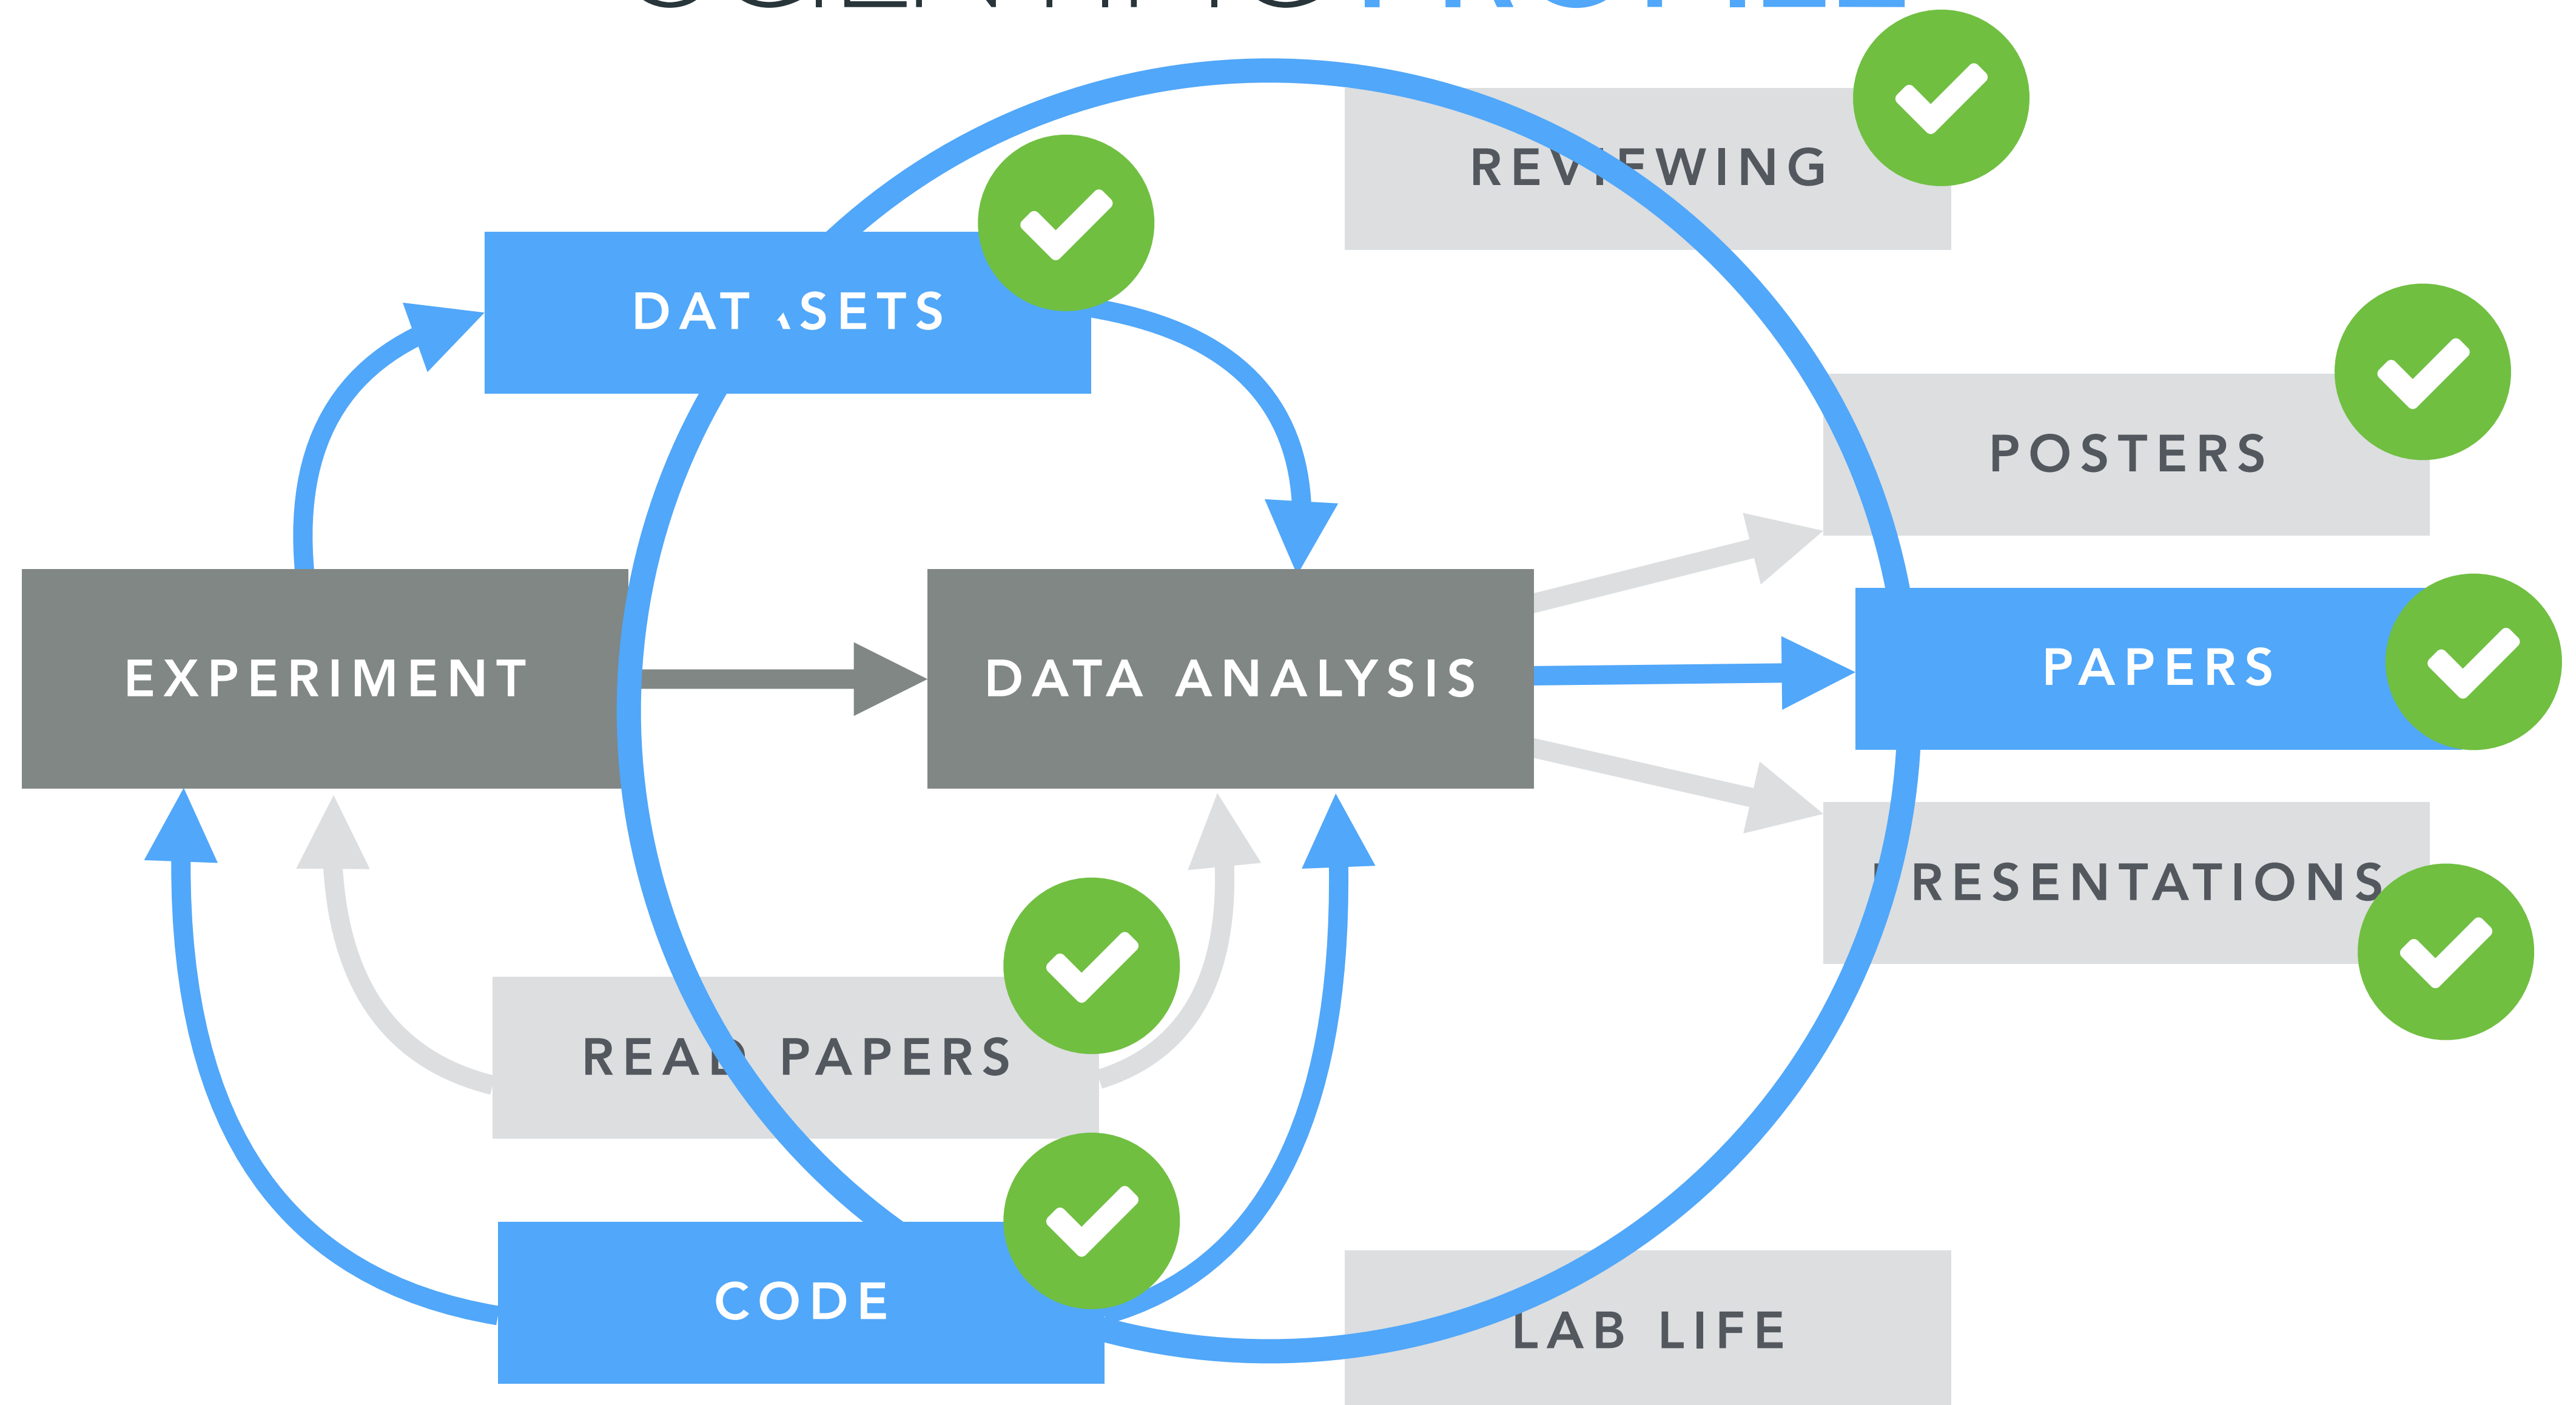 REVIEWING
DATASETS
POSTERS
EXPERIMENT
DATA ANALYSIS
PAPERS
PRESENTATIONS
READ PAPERS
CODE
LAB LIFE